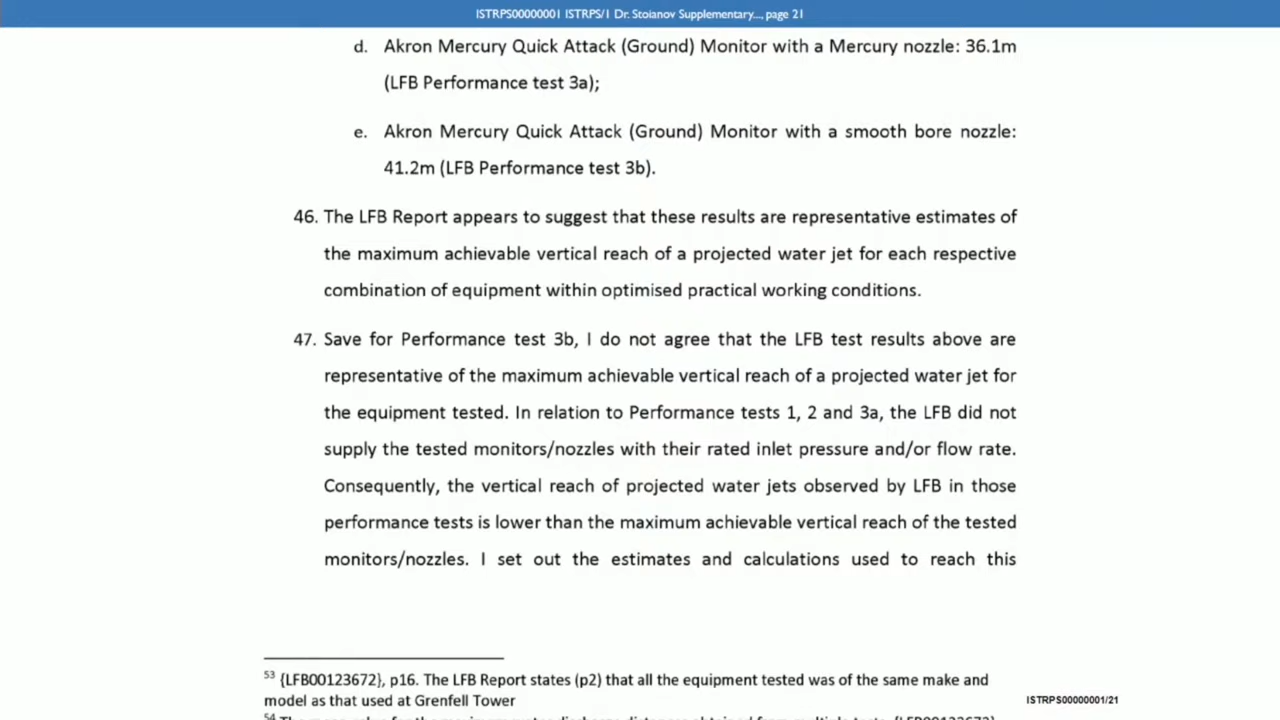 ISTRPS00000001 ISTRPS/1 Dr. Stoianov Supplementary..., page 21
d. Akron Mercury Quick Attack (Ground) Monitor with a Mercury nozzle: 36.1m
(LFB Performance test 3a);
e. Akron Mercury Quick Attack (Ground) Monitor with a smooth bore nozzle:
41.2m (LFB Performance test 3b).
46. The LFB Report appears to suggest that these results are representative estimates of
the maximum achievable vertical reach of a projected water jet for each respective
combination of equipment within optimised practical working conditions.
47. Save for Performance test 3b, I do not agree that the LFB test results above are
representative of the maximum achievable vertical reach of a projected water jet for
the equipment tested. In relation to Performance tests 1, 2 and 3a, the LFB did not
supply the tested monitors/nozzles with their rated inlet pressure and/or flow rate.
Consequently, the vertical reach of projected water jets observed by LFB in those
performance tests is lower than the maximum achievable vertical reach of the tested
monitors/nozzles. I set out the estimates and calculations used to reach this
53 {LFB00123672}, p16. The LFB Report states (p2) that all the equipment tested was of the same make and
model as that used at Grenfell Tower
ISTRPS00000001/21